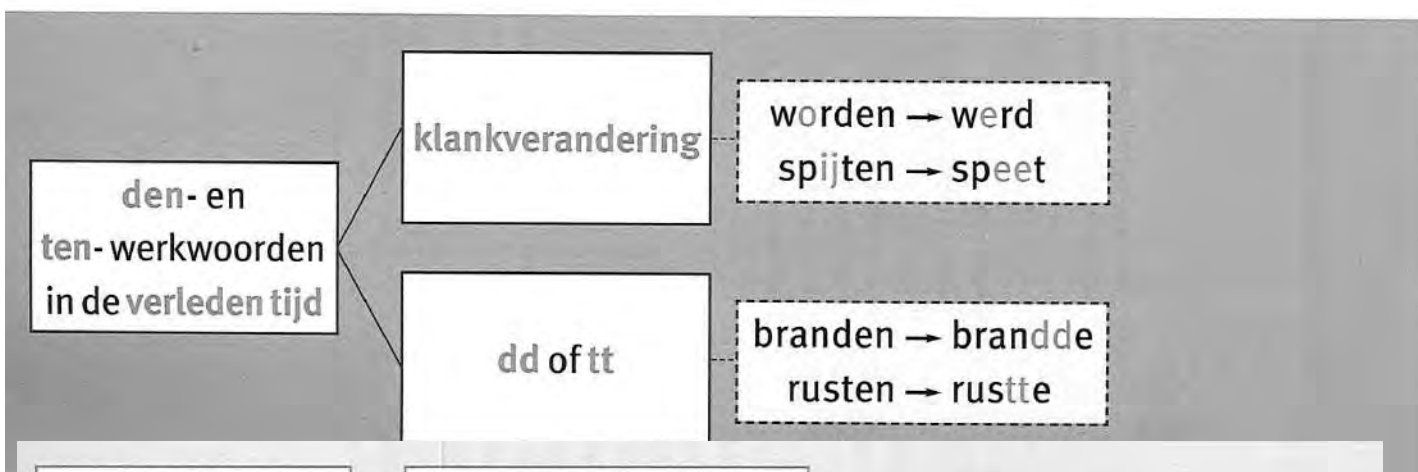 den- en
ten- werkwoorden
in de verleden tijd
klankverandering
worden → werd
spijten → speet
dd of tt
branden → brandde
rusten → rustte